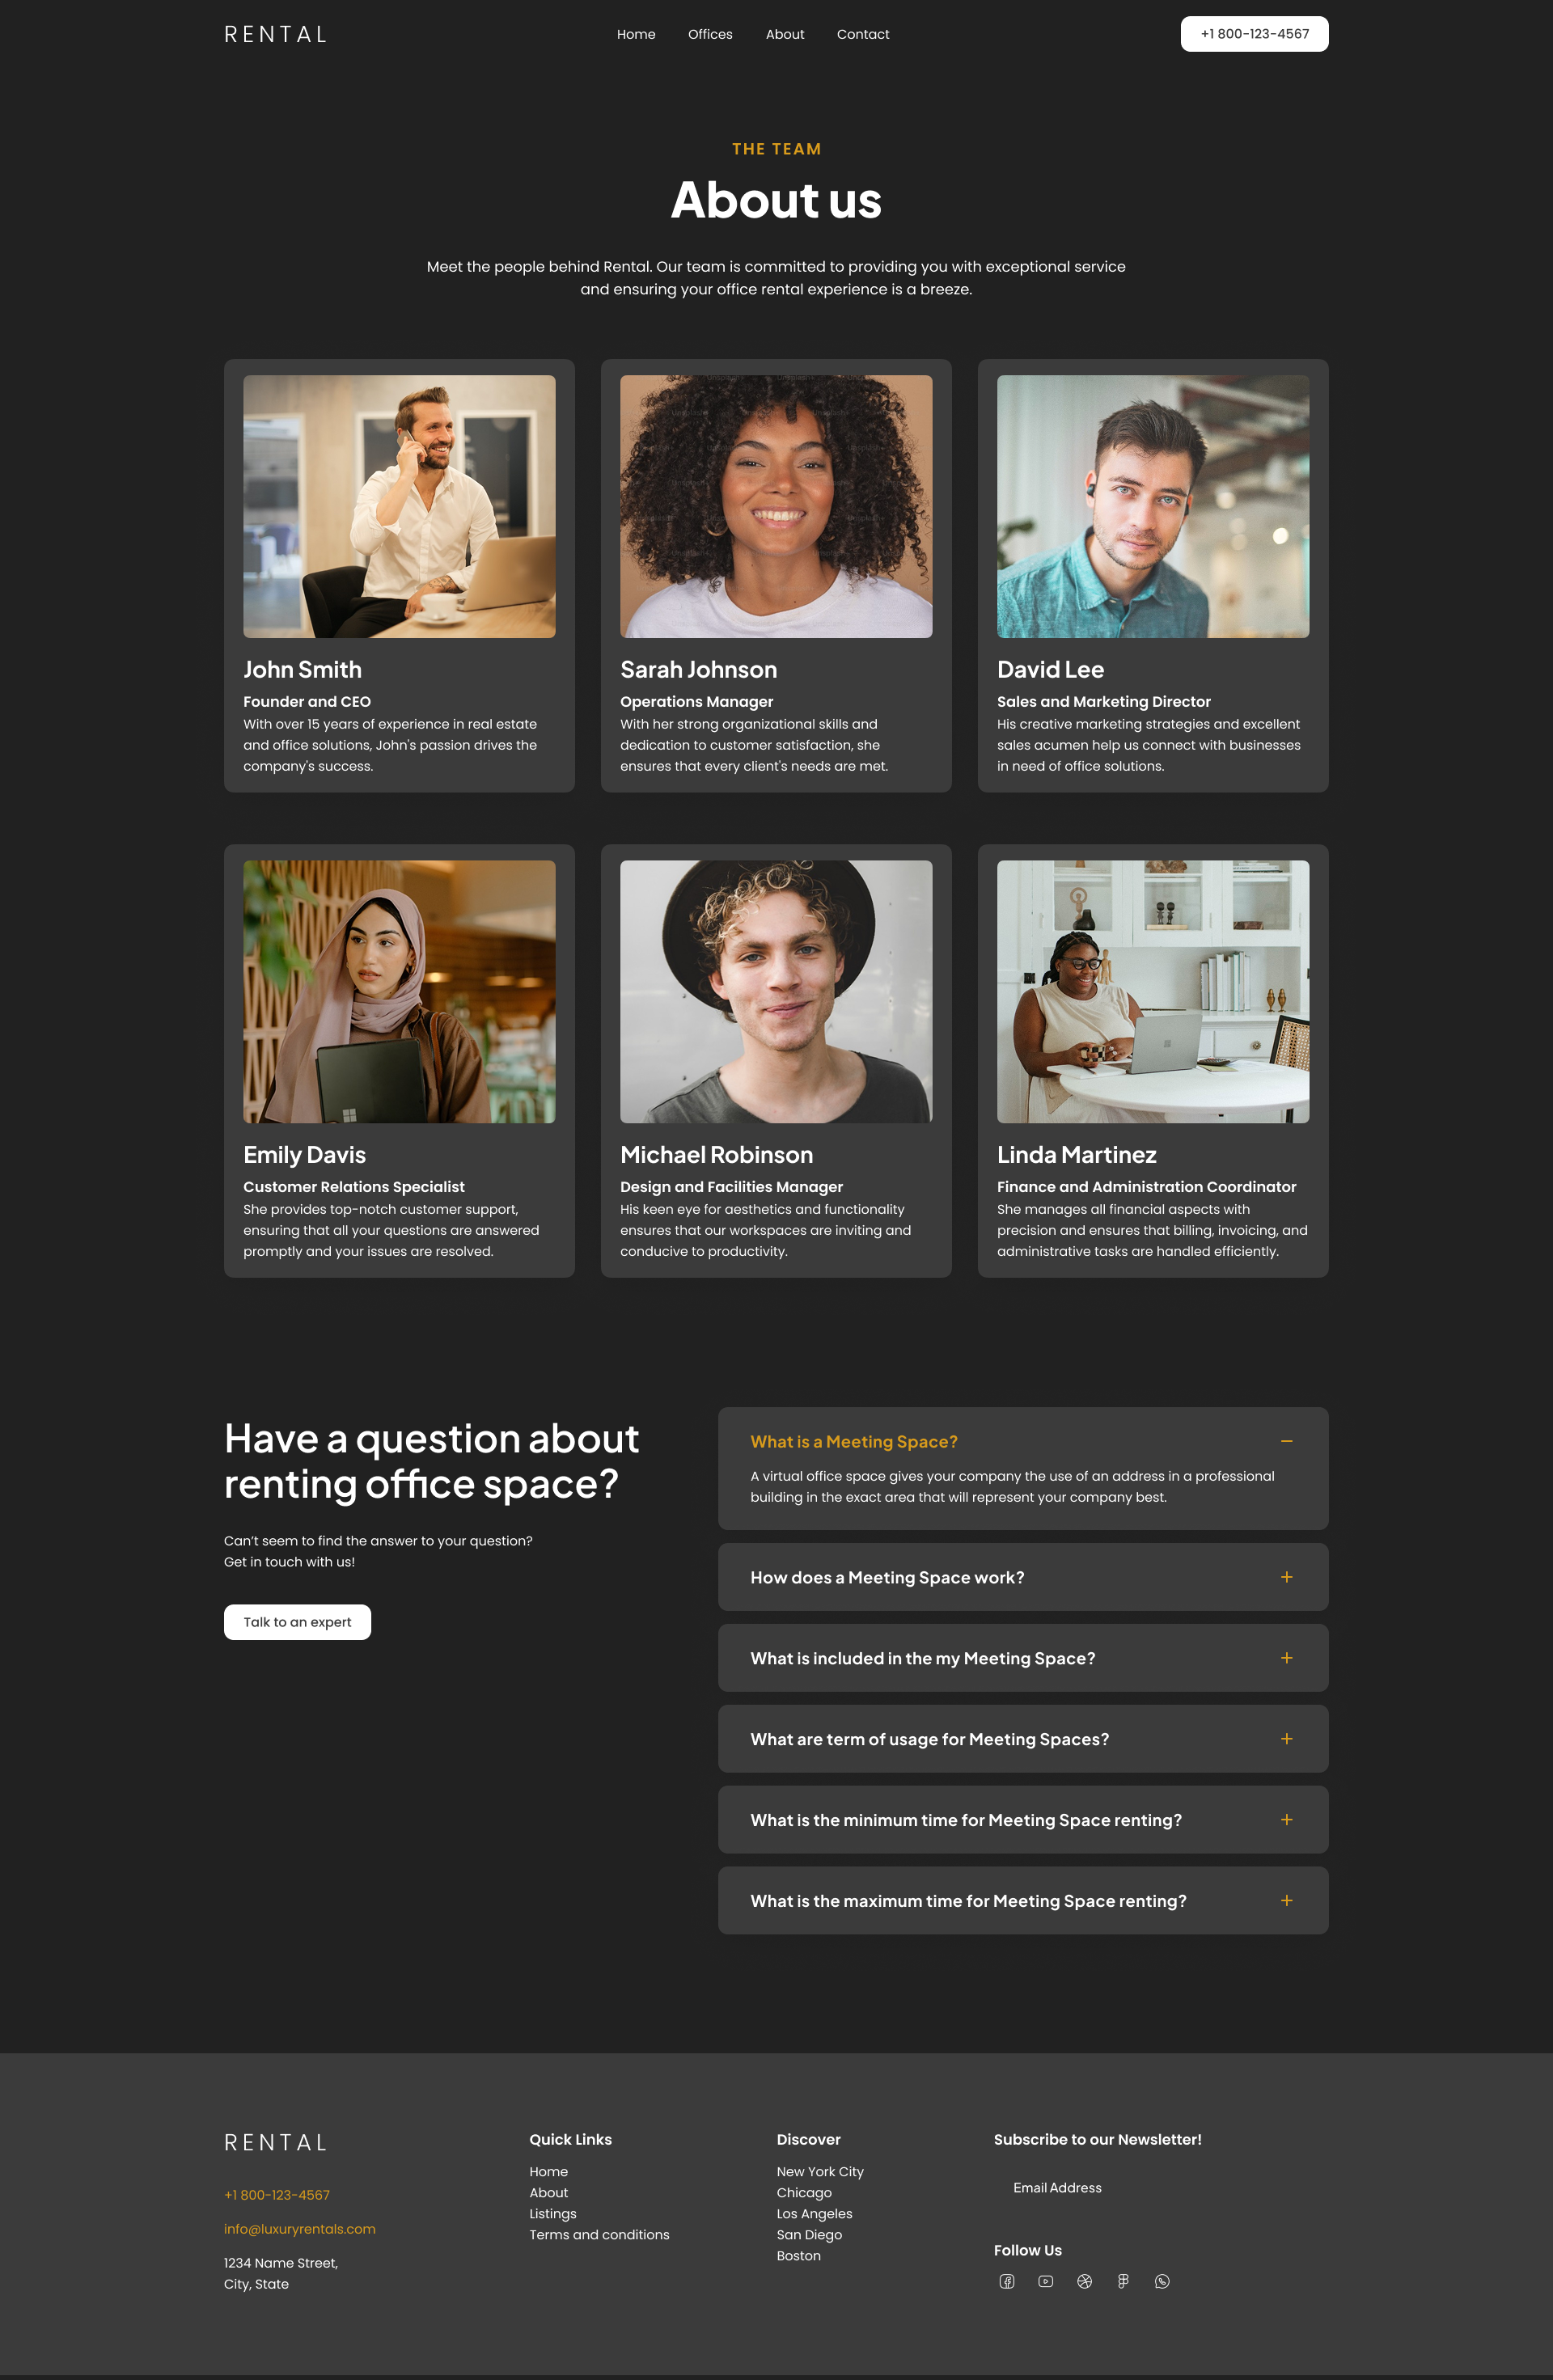 RENTAL
Home
Offices
About
Contact
+1 800-123-4567
THE TEAM
About us
Meet the people behind Rental. Our team is committed to providing you with exceptional service
and ensuring your office rental experience is a breeze.
John Smith
Founder and CEO
With over 15 years of experience in real estate
and office solutions, John's passion drives the
company's success.
Sarah Johnson
Operations Manager
With her strong organizational skills and
dedication to customer satisfaction, she
ensures that every client's needs are met.
David Lee
Sales and Marketing Director
His creative marketing strategies and excellent
sales acumen help us connect with businesses
in need of office solutions.
Emily Davis
Customer Relations Specialist
She provides top-notch customer support,
ensuring that all your questions are answered
promptly and your issues are resolved.
Michael Robinson
Design and Facilities Manager
His keen eye for aesthetics and functionality
ensures that our workspaces are inviting and
conducive to productivity.
Linda Martinez
Finance and Administration Coordinator
She manages all financial aspects with
precision and ensures that billing, invoicing, and
administrative tasks are handled efficiently.
Have a question about
renting office space?
Can't seem to find the answer to your question?
Get in touch with us!
Talk to an expert
What is a Meeting Space?
A virtual office space gives your company the use of an address in a professional
building in the exact area that will represent your company best.
How does a Meeting Space work?
What is included in the my Meeting Space?
What are term of usage for Meeting Spaces?
What is the minimum time for Meeting Space renting?
What is the maximum time for Meeting Space renting?
RENTAL
+1 800-123-4567
info@luxuryrentals.com
1234 Name Street,
City, State
Quick Links
Home
About
Listings
Terms and conditions
Discover
New York City
Chicago
Los Angeles
San Diego
Boston
Subscribe to our Newsletter!
Email Address
Follow Us